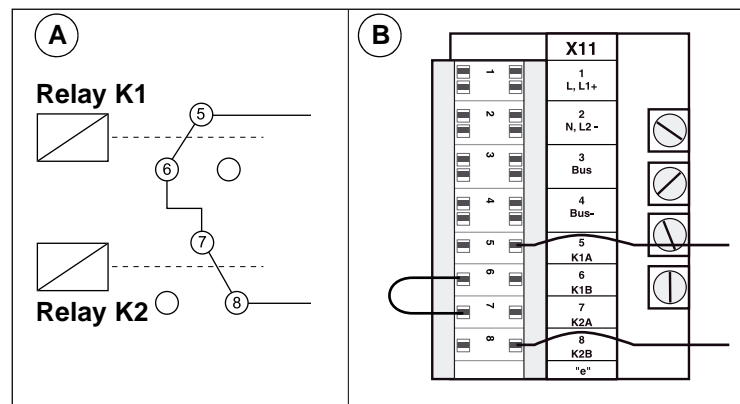 A
Relay K1
5
6
7
8
Relay K2
B
X11
1
1
L, L1+
2
2
N, L2 -
3
3
Bus
4
4
Bus-
5
5
K1A
6
6
K1B
7
7
K2A
8
8
K2B
"e"